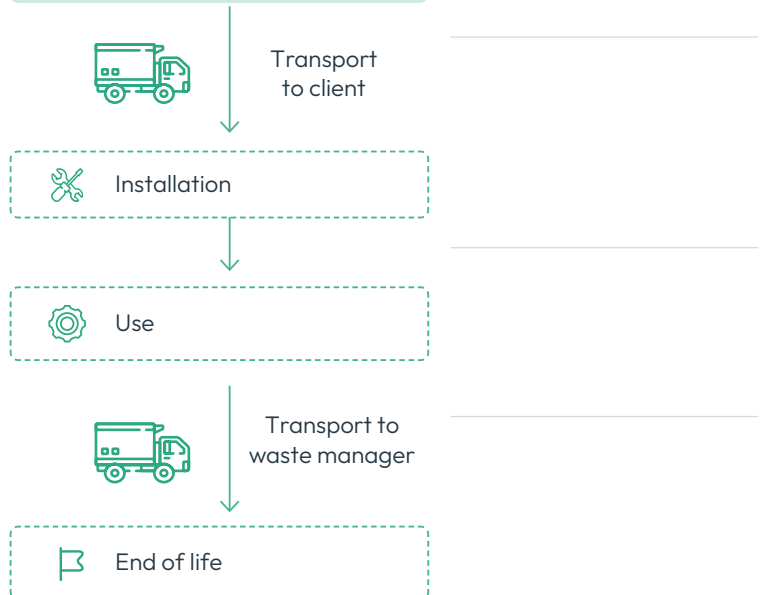 Transport
to client
Installation
Use
Transport to
waste manager
End of life